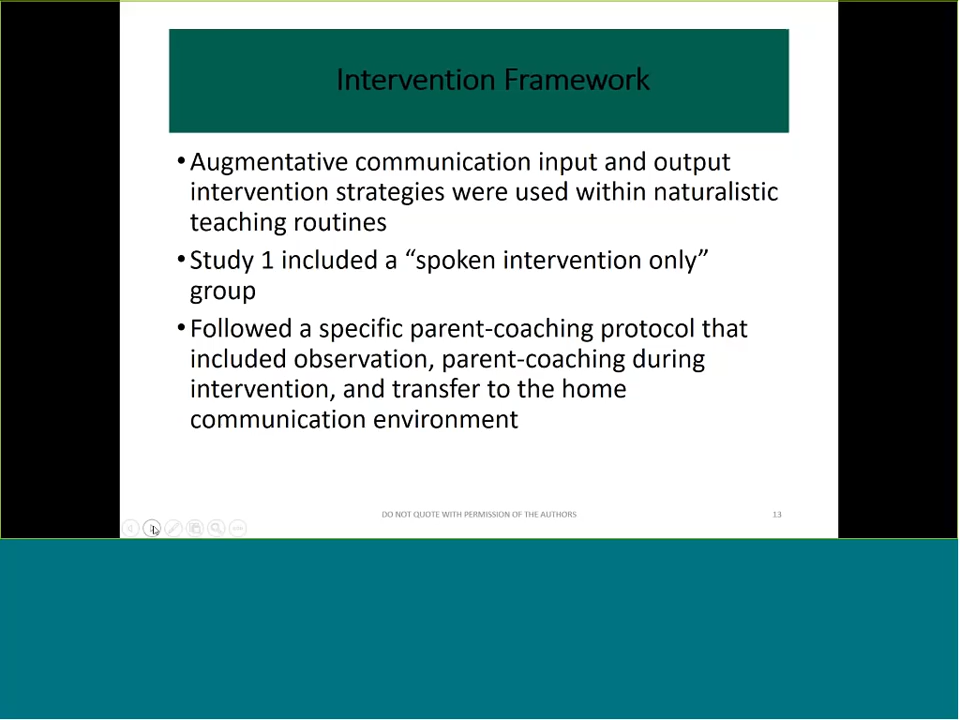 Intervention Framework
• Augmentative communication input and output
intervention strategies were used within naturalistic
teaching routines
• Study 1 included a “spoken intervention only”
group
• Followed a specific parent-coaching protocol that
included observation, parent-coaching during
intervention, and transfer to the home
communication environment
DO NOT QUOTE WITH PERMISSION OF THE AUTHORS
13